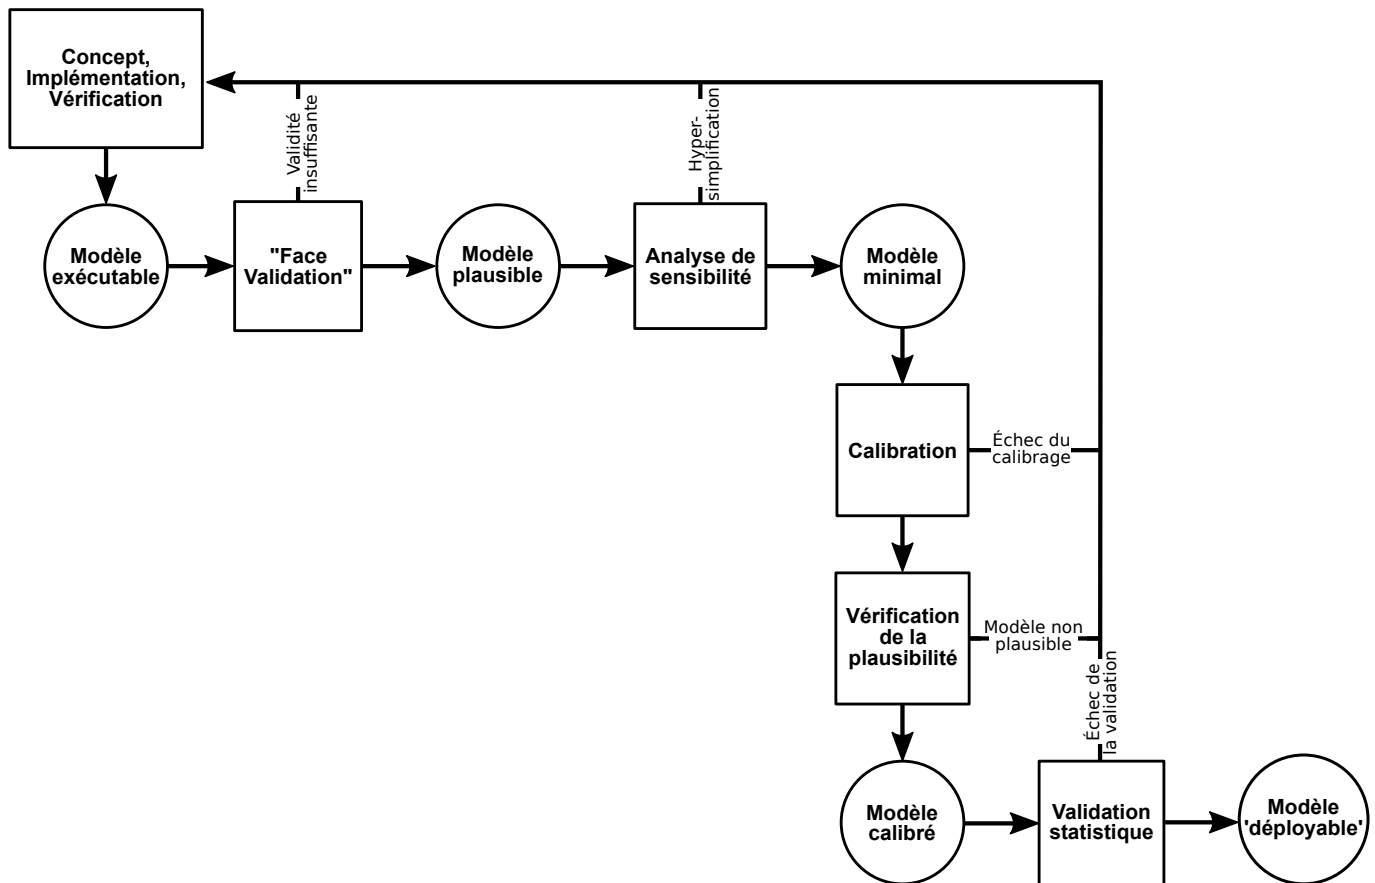 Concept,
Implémentation,
Vérification
Validité
insuffisante
Hyper-
simplification
Modèle
exécutable
"Face
Validation"
Modèle
plausible
Analyse de
sensibilité
Modèle
minimal
Calibration
Échec du
calibrage
Vérification
de la
plausibilité
Modèle non
plausible
Échec de
la validation
Modèle
calibré
Validation
statistique
Modèle
'déployable'